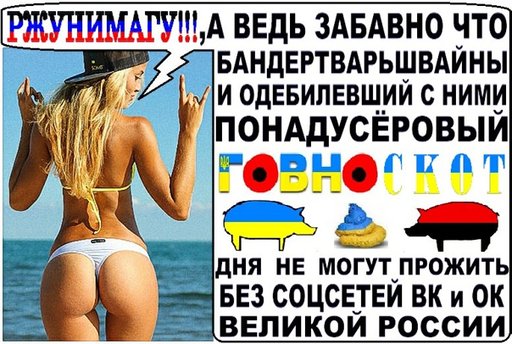 РЖУНИМАГУ!!!,А ВЕДЬ ЗАБАВНО ЧТО
БАНДЕРТВАРЬШВАЙНЫ
И ОДЕБИЛЕВШИЙ С НИМИ
ПОНАДУСЁРОВЫЙ
ГОВНОСКОТ
ДНЯ НЕ МОГУТ ПРОЖИТЬ
БЕЗ СОЦСЕТЕЙ ВК и ОК
ВЕЛИКОЙ РОССИИ